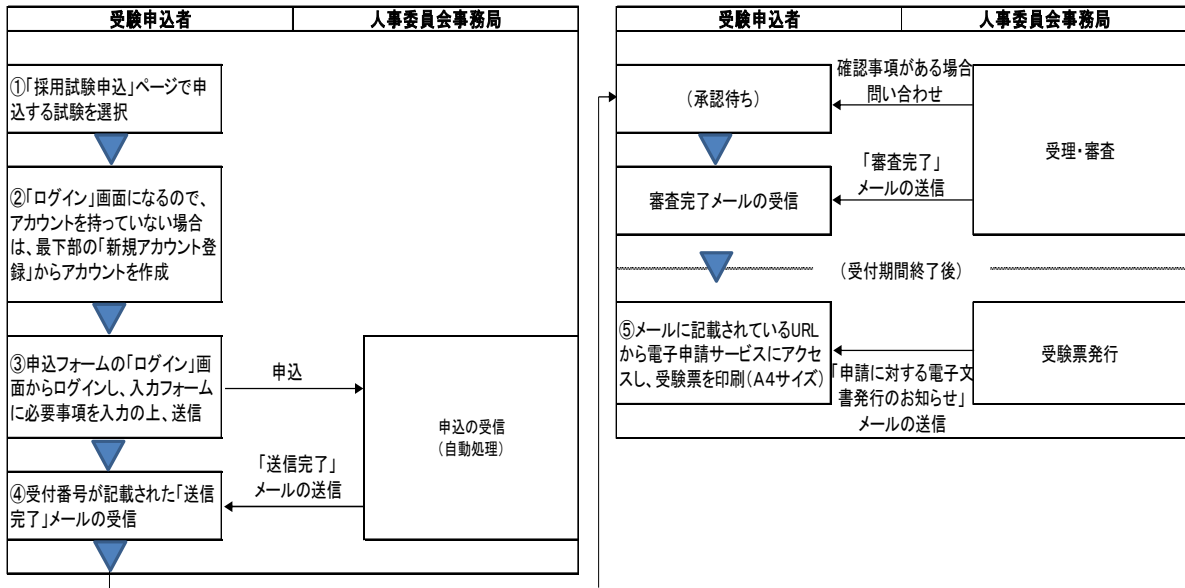 受験申込者
人事委員会事務局
①「採用試験申込」ページで申
込する試験を選択
②「ログイン」画面になるので、
アカウントを持っていない場合
は、最下部の「新規アカウント登
録」からアカウントを作成
③申込フォームの「ログイン」画
面からログインし、入力フォーム
に必要事項を入力の上、送信
申込
申込の受信
（自動処理）
「送信完了」
メールの送信
④受付番号が記載された「送信
完了」メールの受信
受験申込者
人事委員会事務局
（承認待ち）
確認事項がある場合
問い合わせ
受理・審査
「審査完了」
メールの送信
審査完了メールの受信
（受付期間終了後）
⑤メールに記載されているURL
から電子申請サービスにアクセ
スし、受験票を印刷（A4サイズ）
受験票発行
「申請に対する電子文
書発行のお知らせ」
メールの送信